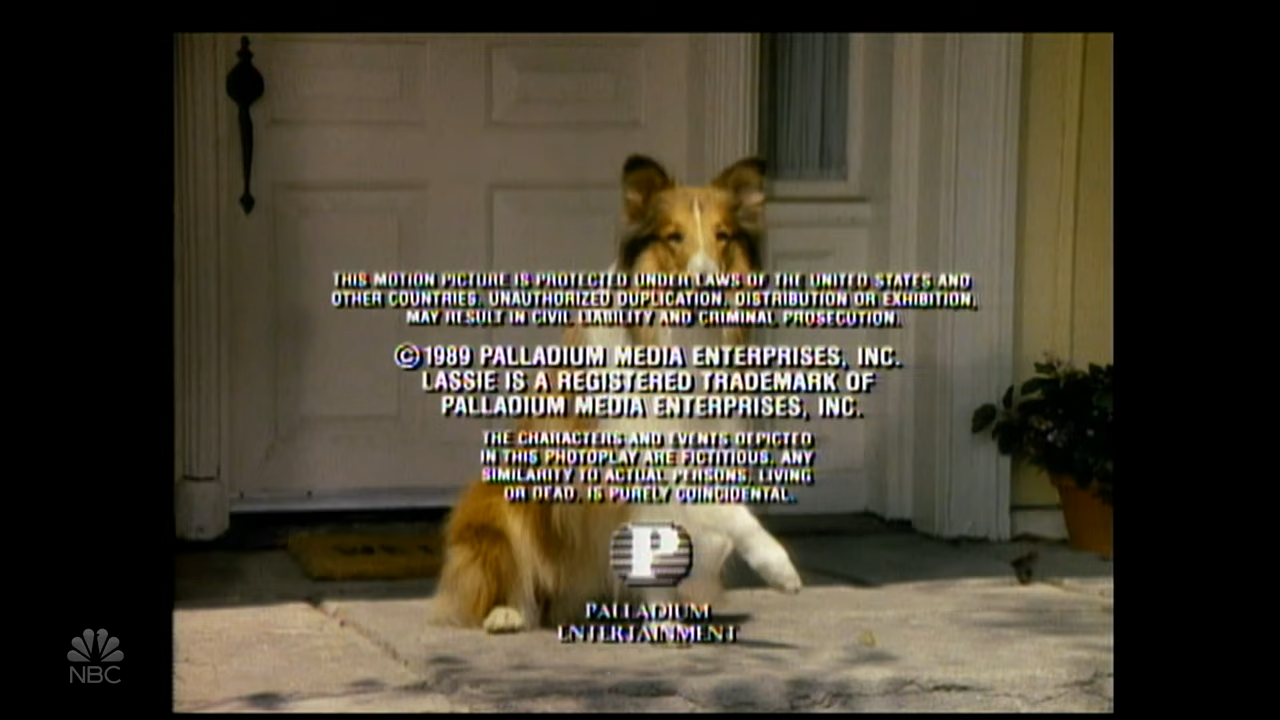 THIS MOTION PICTURE IS PROTECTED UNDER LAWS OF THE UNITED STATES AND
OTHER COUNTRIES. UNAUTHORIZED DUPLICATION, DISTRIBUTION OR EXHIBITION,
MAY RESULT IN CIVIL LIABILITY AND CRIMINAL PROSECUTION.
© 1989 PALLADIUM MEDIA ENTERPRISES, INC.
LASSIE IS A REGISTERED TRADEMARK OF
PALLADIUM MEDIA ENTERPRISES, INC.
THE CHARACTERS AND EVENTS DEPICTED
IN THIS PHOTOPLAY ARE FICTITIOUS. ANY
SIMILARITY TO ACTUAL PERSONS, LIVING
OR DEAD, IS PURELY COINCIDENTAL.
P
PALLADIUM
ENTERTAINMENT
NBC